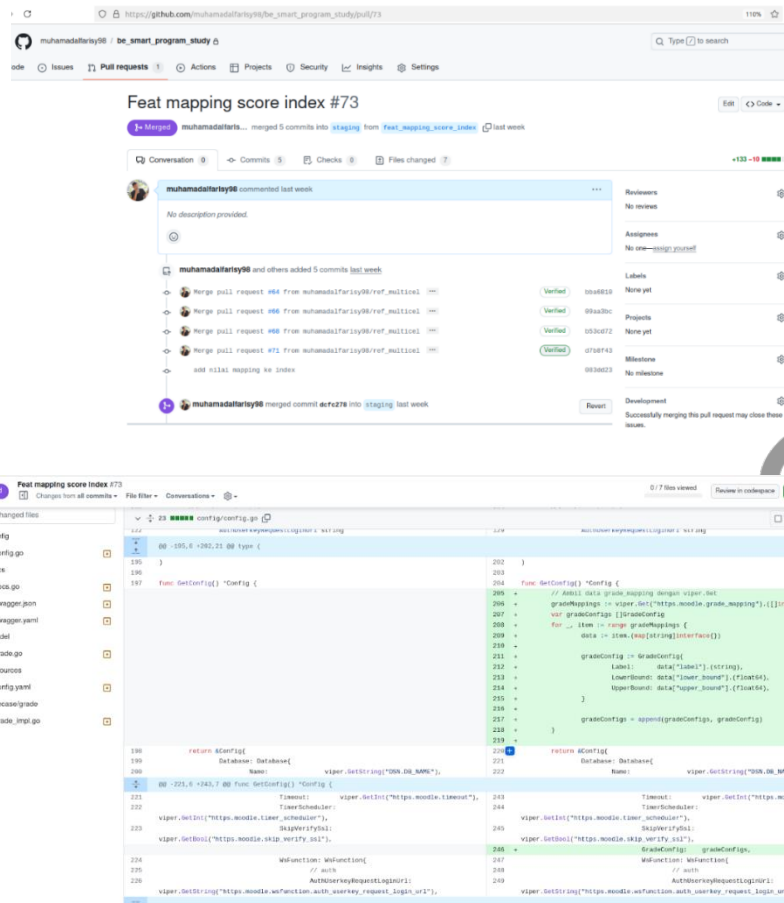 https://github.com/muhamadalfarisy98/be_smart_program_study/pull/73
110%
muhamadalfarisy98 / be_smart_program_study
Type / to search
ode Issues Pull requests 1 Actions Projects Security Insights Settings
Feat mapping score index #73
Edit <> Code
Merged muhamadalfaris... merged 5 commits into staging from feat_mapping_score_index last week
Conversation 0 Commits 5 Checks 0 Files changed 7
+133 −10
muhamadalfarisy98 commented last week
No description provided.
Reviewers
No reviews
Assignees
No one—assign yourself
muhamadalfarisy98 and others added 5 commits last week
Labels
None yet
Merge pull request #64 from muhamadalfarisy98/ref_multicel
Verified
Merge pull request #66 from muhamadalfarisy98/ref_multicel
Verified 09aa3bc
Projects
None yet
Merge pull request #68 from muhamadalfarisy98/ref_multicel
Verified b53cd72
Merge pull request #71 from muhamadalfarisy98/ref_multicel
Verified d7b8f43
Milestone
No milestone
add nilai mapping ke index
muhamadalfarisy98 merged commit dcfc278 into staging last week
Revert
Development
Successfully merging this pull request may close these issues.
Feat mapping score index #73
Changes from all commits File filter Conversations
0 / 7 files viewed Review in codespace
hanged files
23 config/config.go
@@ -195,6 +202,21 @@ type (
195 }
196
197 func GetConfig() *Config {
202 }
203
204 func GetConfig() *Config {
205 + // Ambil data grade_mapping dengan viper.Get
206 + gradeMappings := viper.Get("https.moodle.grade_mapping").([]in
207 + var gradeConfigs []GradeConfig
208 + for _, item := range gradeMappings {
209 + data := item.(map[string]interface{})
210 +
211 + gradeConfig := GradeConfig{
212 + Label: data["label"].(string),
213 + LowerBound: data["lower_bound"].(float64),
214 + UpperBound: data["upper_bound"].(float64),
215 + }
216 +
217 + gradeConfigs = append(gradeConfigs, gradeConfig)
218 + }
219 +
198 return &Config{
199 Database: Database{
200 Name: viper.GetString("DSN.DB_NAME"),
220 return &Config{
221 Database: Database{
222 Name: viper.GetString("DSN.DB_NA
@@ -221,6 +243,7 @@ func GetConfig() *Config {
221 Timeout: viper.GetInt("https.moodle.timeout"),
222 TimerScheduler:
viper.GetInt("https.moodle.timer_scheduler"),
223 SkipVerifySsl:
viper.GetBool("https.moodle.skip_verify_ssl"),
243 Timeout: viper.GetInt("https.mo
244 TimerScheduler:
viper.GetInt("https.moodle.timer_scheduler"),
245 SkipVerifySsl:
viper.GetBool("https.moodle.skip_verify_ssl"),
246 + GradeConfig: gradeConfigs,
224 WsFunction: WsFunction{
225 // auth
226 AuthUserkeyRequestLoginUrl:
viper.GetString("https.moodle.wsfunction.auth_userkey_request_login_url"),
247 WsFunction: WsFunction{
248 // auth
249 AuthUserkeyRequestLoginUrl:
viper.GetString("https.moodle.wsfunction.auth_userkey_request_login_ur
nfig.go
ocs.go
wagger.json
wagger.yaml
del
rade.go
ources
nfig.yaml
ecase/grade
rade_impl.go